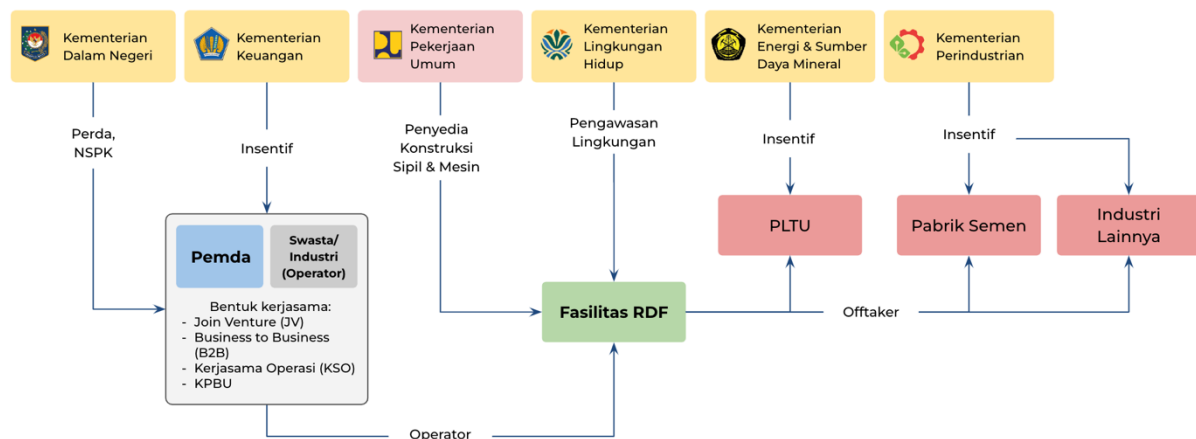 Kementerian
Dalam Negeri
Kementerian
Keuangan
Kementerian
Pekerjaan
Umum
Kementerian
Lingkungan
Hidup
Kementerian
Energi & Sumber
Daya Mineral
Kementerian
Perindustrian
Perda,
NSPK
Insentif
Penyedia
Konstruksi
Sipil & Mesin
Pengawasan
Lingkungan
Insentif
Insentif
Pemda
Swasta/
Industri
(Operator)
Bentuk kerjasama:
- Join Venture (JV)
- Business to Business
(B2B)
- Kerjasama Operasi (KSO)
- KPBU
PLTU
Pabrik Semen
Industri
Lainnya
Fasilitas RDF
Offtaker
Operator